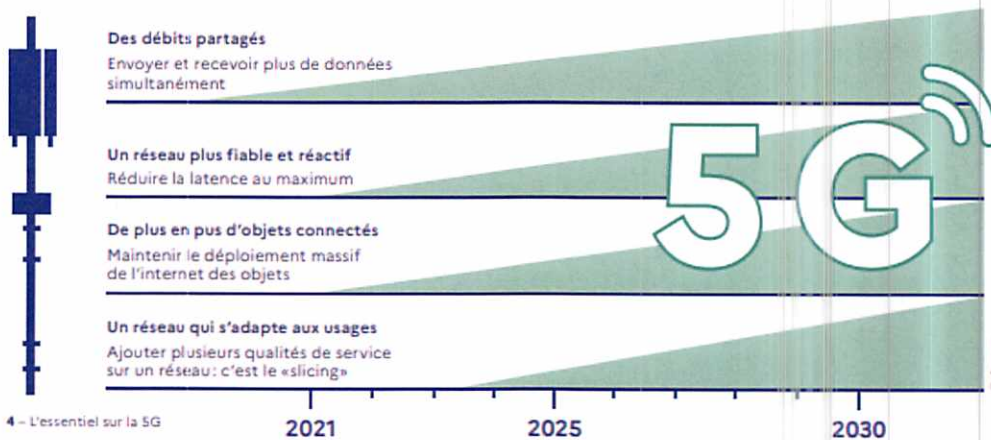 Des débits partagés
Envoyer et recevoir plus de données
simultanément
Un réseau plus fiable et réactif
Réduire la latence au maximum
De plus en pus d'objets connectés
Maintenir le déploiement massif
de l'internet des objets
Un réseau qui s'adapte aux usages
Ajouter plusieurs qualités de service
sur un réseau: c'est le «slicing»
5G
2021 2025 2030
4 – L'essentiel sur la 5G